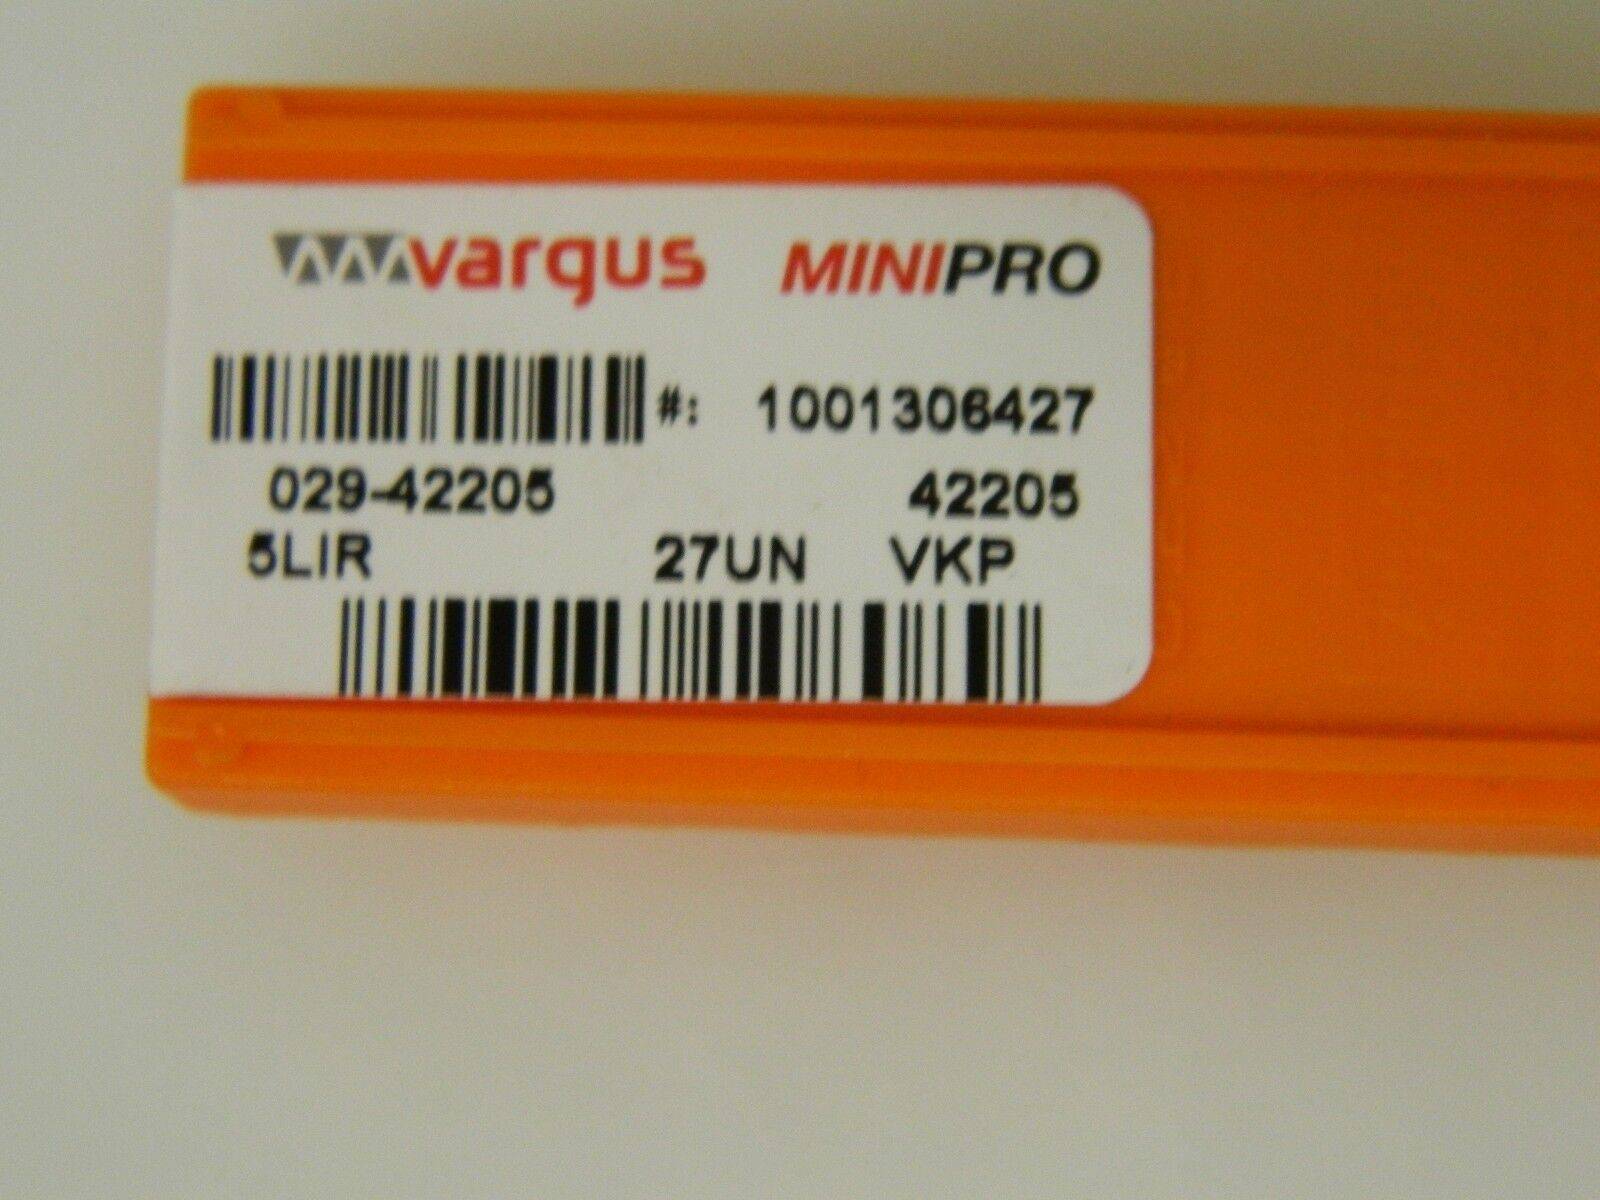 vargus MINIPRO
#: 1001306427
029-42205 42205
5LIR 27UN VKP